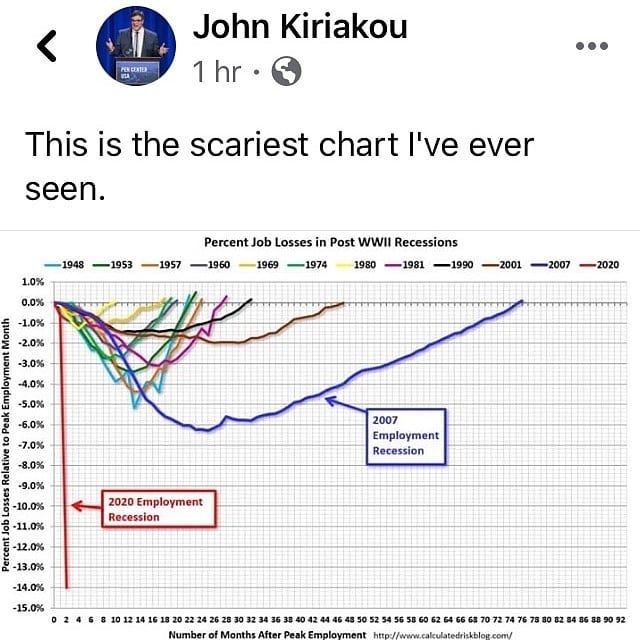 John Kiriakou
1 hr ·
This is the scariest chart I've ever
seen.
Percent Job Losses in Post WWII Recessions
1948 1953 1957 1960 1969 1974 1980 1981 1990 2001 2007 2020
Percent Job Losses Relative to Peak Employment Month
1.0%
0.0%
-1.0%
-2.0%
-3.0%
-4.0%
-5.0%
-6.0%
-7.0%
-8.0%
-9.0%
-10.0%
-11.0%
-12.0%
-13.0%
-14.0%
-15.0%
2007
Employment
Recession
2020 Employment
Recession
0 2 4 6 8 10 12 14 16 18 20 22 24 26 28 30 32 34 36 38 40 42 44 46 48 50 52 54 56 58 60 62 64 66 68 70 72 74 76 78 80 82 84 86 88 90 92
Number of Months After Peak Employment http://www.calculatedriskblog.com/
PEN CENTER
USA